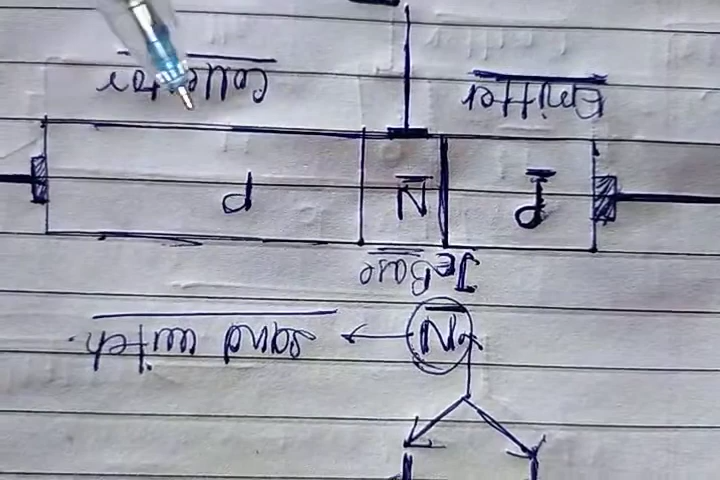 N → sand witch.
JE Base
P N P
Emitter Collector